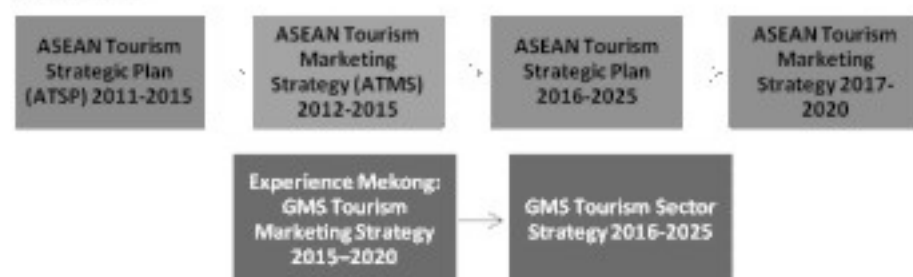 ASEAN Tourism
Strategic Plan
(ATSP) 2011-2015
ASEAN Tourism
Marketing
Strategy (ATMS)
2012-2015
ASEAN Tourism
Strategic Plan
2016-2025
ASEAN Tourism
Marketing
Strategy 2017-
2020
Experience Mekong:
GMS Tourism
Marketing Strategy
2015–2020
GMS Tourism Sector
Strategy 2016-2025